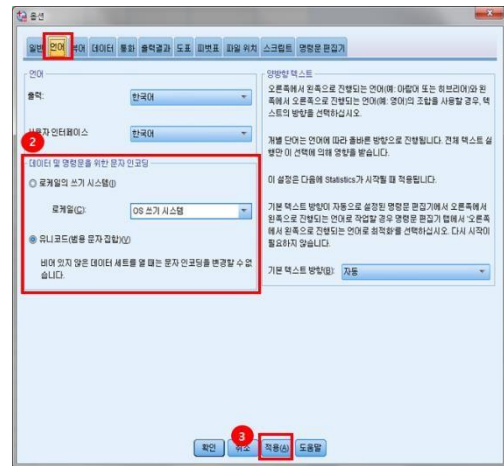 옵션
일반 언어 뷰어 데이터 통화 출력결과 도표 피벗표 파일 위치 스크립트 명령문 편집기
언어
출력: 한국어
사용자 인터페이스 한국어
2
데이터 및 명령문을 위한 문자 인코딩
로케일의 쓰기 시스템(I)
로케일(C): OS 쓰기 시스템
유니코드(범용 문자 집합)(V)
비어 있지 않은 데이터 세트를 열 때는 문자 인코딩을 변경할 수 없
습니다.
양방향 텍스트
오른쪽에서 왼쪽으로 진행되는 언어(예: 아랍어 또는 히브리어)와 왼
쪽에서 오른쪽으로 진행되는 언어(예: 영어)의 조합을 사용할 경우, 텍
스트의 방향을 선택하십시오.
개별 단어는 언어에 따라 올바른 방향으로 진행됩니다. 전체 텍스트 실
행만 이 선택에 의해 영향을 받습니다.
이 설정은 다음에 Statistics가 시작될 때 적용됩니다.
기본 텍스트 방향이 자동으로 설정된 명령문 편집기에서 오른쪽에서
왼쪽으로 진행되는 언어로 작업할 경우 명령문 편집기 탭에서 '오른쪽
에서 왼쪽으로 진행되는 언어로 최적화'를 선택하십시오. 다시 시작이
필요하지 않습니다.
기본 텍스트 방향(B): 자동
3
확인 취소 적용(A) 도움말